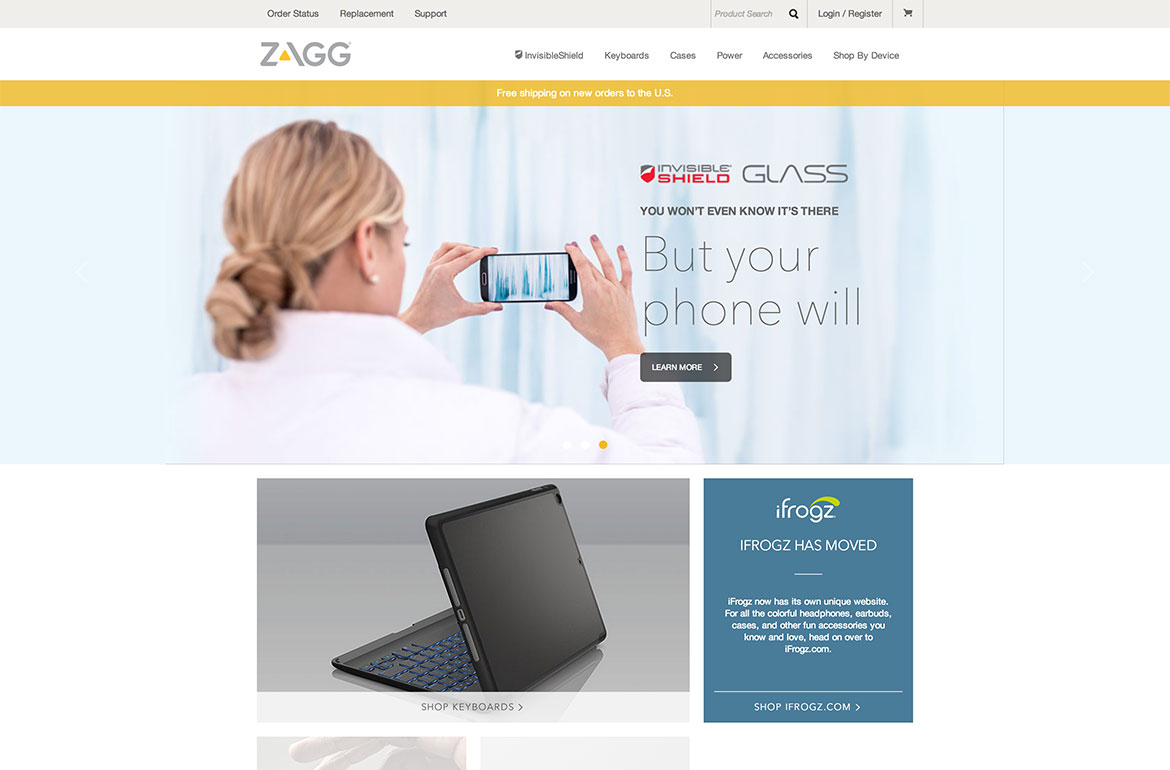 Order Status
Replacement
Support
Product Search
Login / Register
ZAGG
InvisibleShield
Keyboards
Cases
Power
Accessories
Shop By Device
Free shipping on new orders to the U.S.
INVISIBLE
SHIELD
GLASS
YOU WON'T EVEN KNOW IT'S THERE
But your
phone will
LEARN MORE
SHOP KEYBOARDS
ifrogz
IFROGZ HAS MOVED
iFrogz now has its own unique website.
For all the colorful headphones, earbuds,
cases, and other fun accessories you
know and love, head on over to
iFrogz.com.
SHOP IFROGZ.COM